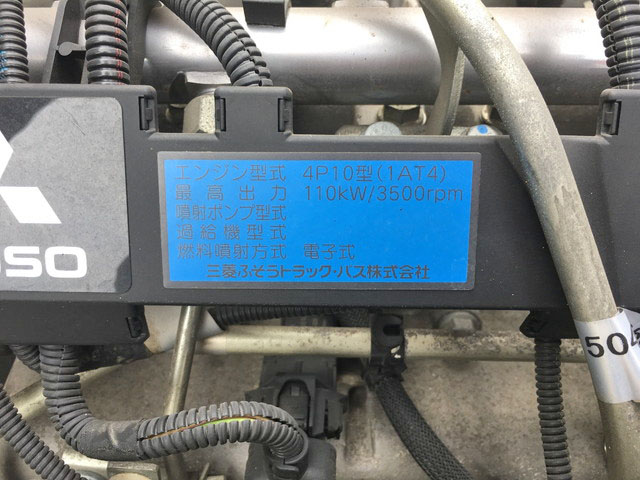 エンジン型式 4P10型(1AT4)
最高出力 110kW/3500rpm
噴射ポンプ型式
過給機型式
燃料噴射方式 電子式
三菱ふそうトラック・バス株式会社
SO
50